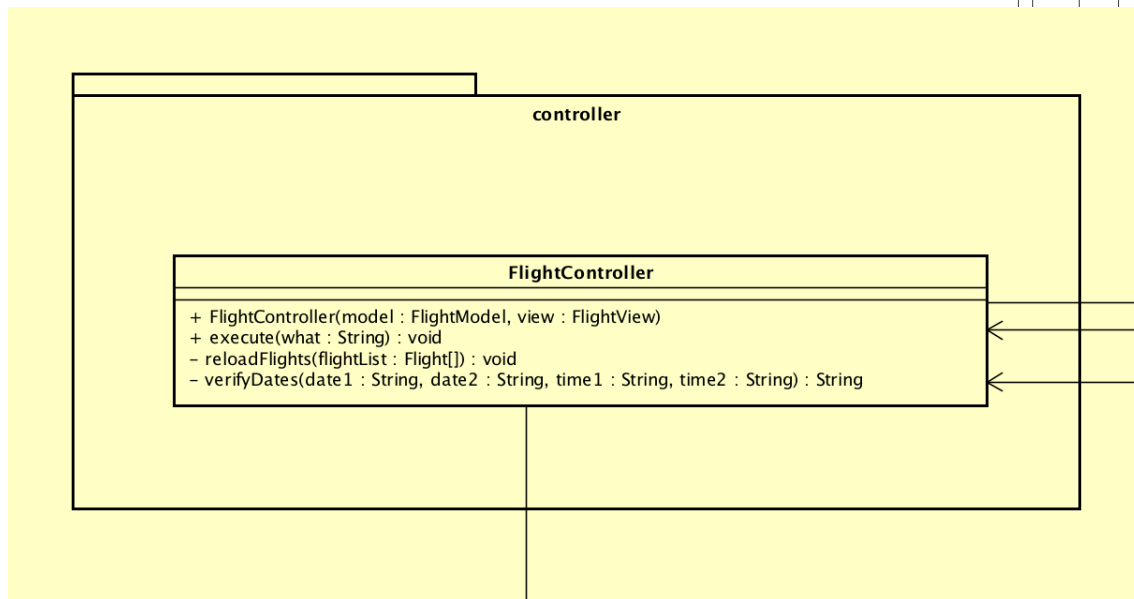 controller
FlightController
+ FlightController(model : FlightModel, view : FlightView)
+ execute(what : String) : void
- reloadFlights(flightList : Flight[]) : void
- verifyDates(date1 : String, date2 : String, time1 : String, time2 : String) : String